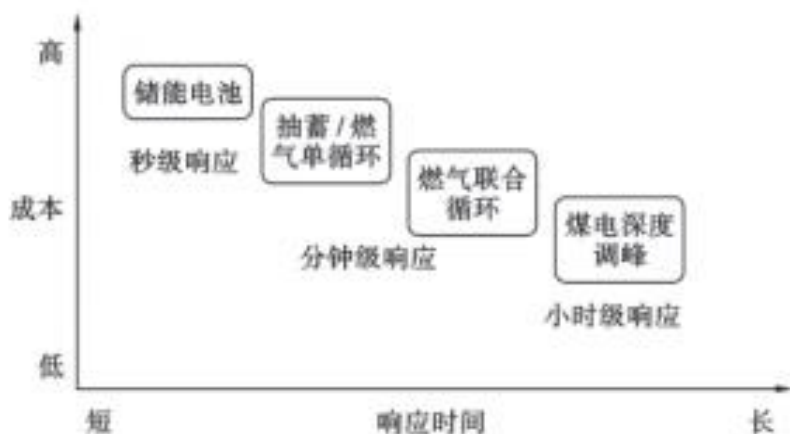 高
储能电池
抽蓄/燃
气单循环
秒级响应
燃气联合
循环
成本
煤电深度
调峰
分钟级响应
小时级响应
低
短
响应时间
长